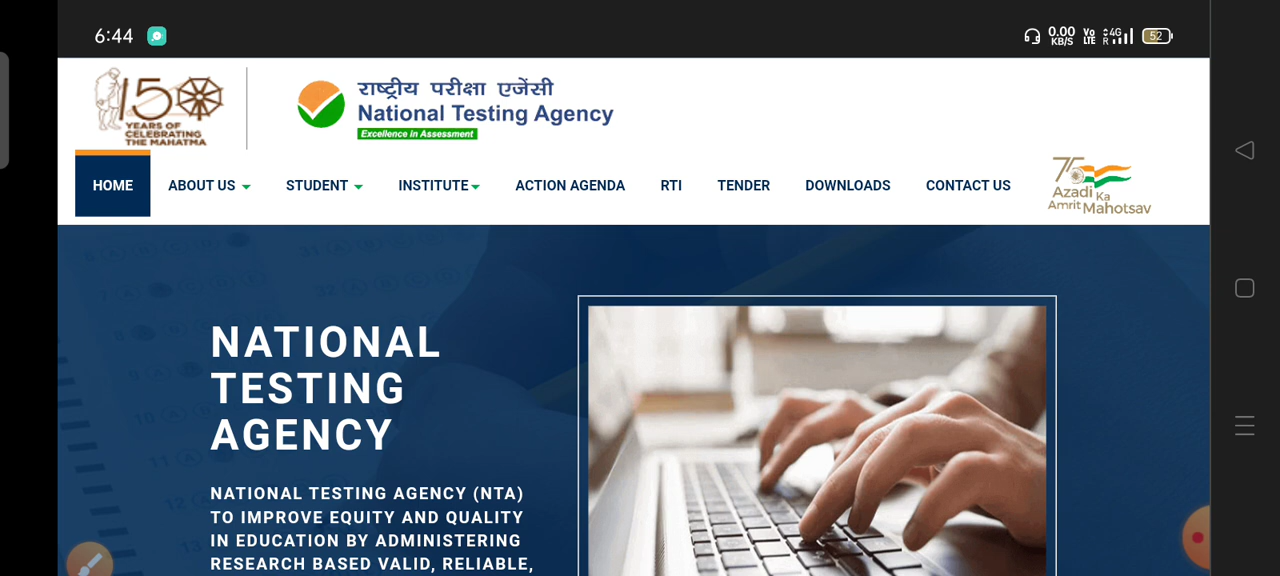 6:44
0.00 KB/S
Vo LTE
4G
R
52
150
YEARS OF
CELEBRATING
THE MAHATMA
राष्ट्रीय परीक्षा एजेंसी
National Testing Agency
Excellence in Assessment
HOME ABOUT US STUDENT INSTITUTE ACTION AGENDA RTI TENDER DOWNLOADS CONTACT US
75
Azadi Ka
Amrit Mahotsav
NATIONAL
TESTING
AGENCY
NATIONAL TESTING AGENCY (NTA)
TO IMPROVE EQUITY AND QUALITY
IN EDUCATION BY ADMINISTERING
RESEARCH BASED VALID, RELIABLE,